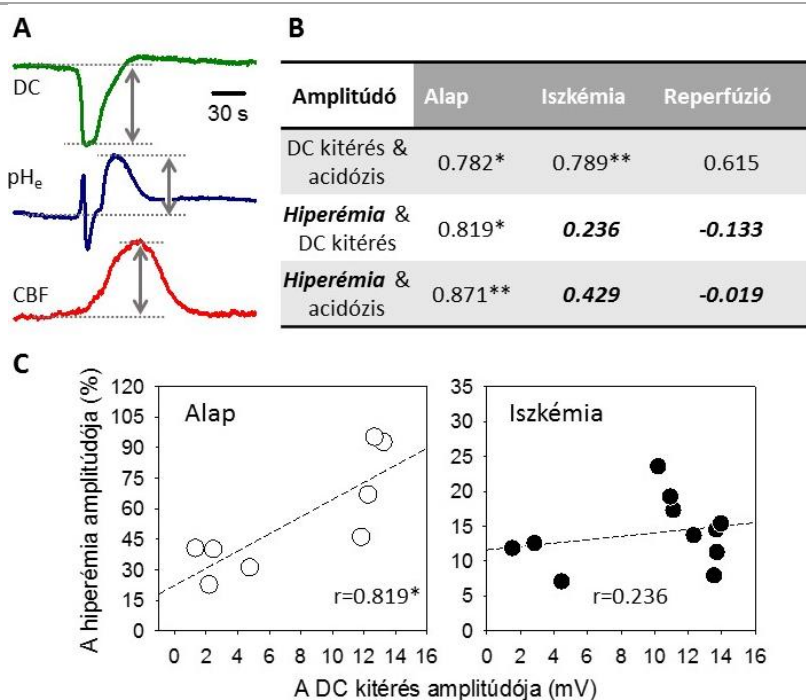 A
DC
30 s
pHe
CBF
B
Amplitúdó Alap Iszkémia Reperfúzió
DC kitérés &
acidózis
0.782* 0.789** 0.615
Hiperémia &
DC kitérés
0.819* 0.236 -0.133
Hiperémia &
acidózis
0.871** 0.429 -0.019
C
A hiperémia amplitúdója (%)
120
105
90
75
60
45
30
15
0
Alap
r=0.819*
0 2 4 6 8 10 12 14 16
35
30
25
20
15
10
5
0
Iszkémia
r=0.236
0 2 4 6 8 10 12 14 16
A DC kitérés amplitúdója (mV)